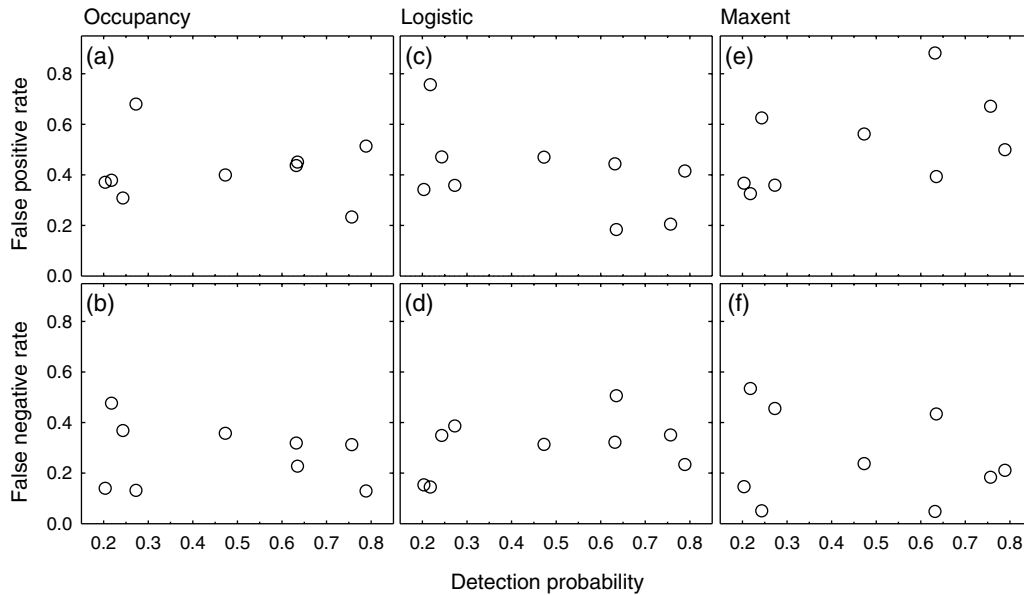 Occupancy Logistic Maxent
(a) (c) (e)
False positive rate
0.8
0.6
0.4
0.2
0.0
(b) (d) (f)
False negative rate
0.8
0.6
0.4
0.2
0.0
0.2 0.3 0.4 0.5 0.6 0.7 0.8 0.2 0.3 0.4 0.5 0.6 0.7 0.8 0.2 0.3 0.4 0.5 0.6 0.7 0.8
Detection probability